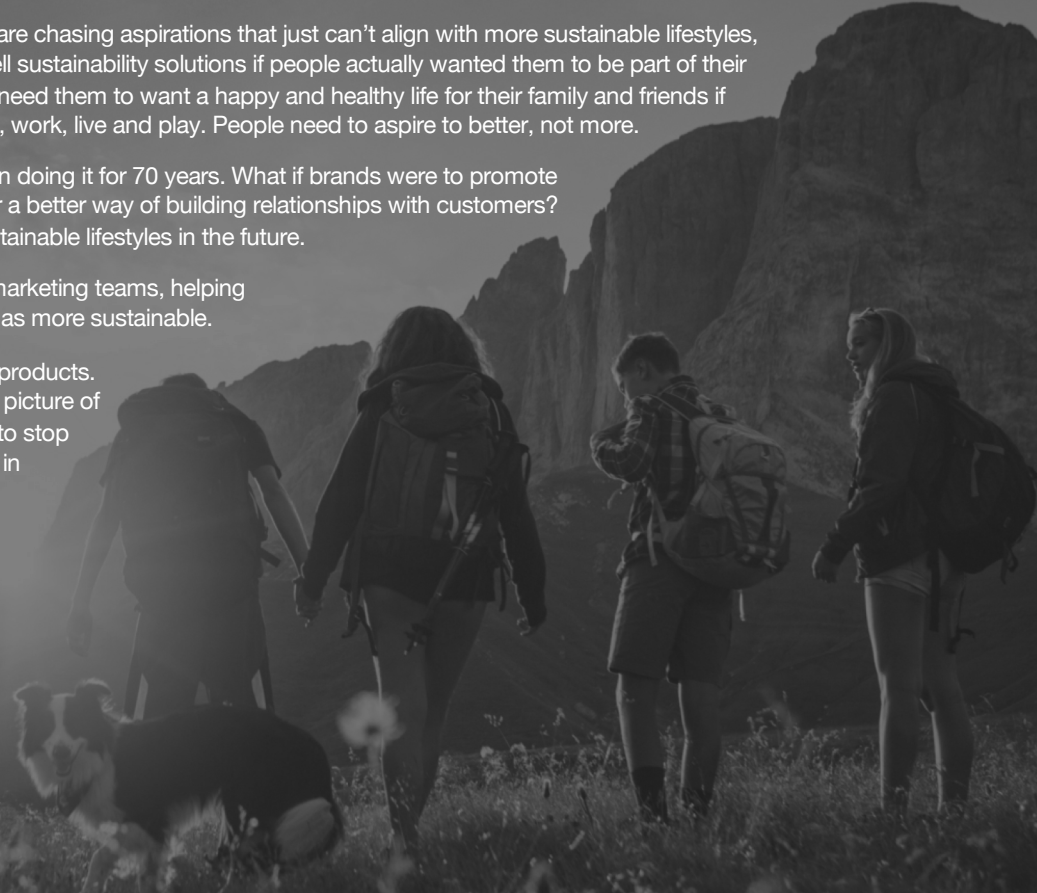 are chasing aspirations that just can’t align with more sustainable lifestyles,
ll sustainability solutions if people actually wanted them to be part of their
need them to want a happy and healthy life for their family and friends if
, work, live and play. People need to aspire to better, not more.
n doing it for 70 years. What if brands were to promote
r a better way of building relationships with customers?
tainable lifestyles in the future.
narketing teams, helping
as more sustainable.
products.
picture of
to stop
in